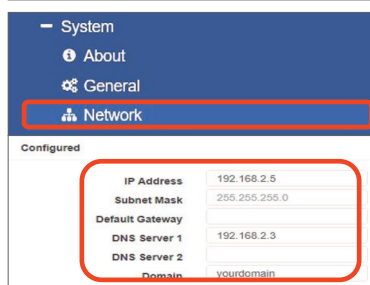 System
About
General
Network
Configured
IP Address 192.168.2.5
Subnet Mask 255.255.255.0
Default Gateway
DNS Server 1 192.168.2.3
DNS Server 2
Domain yourdomain